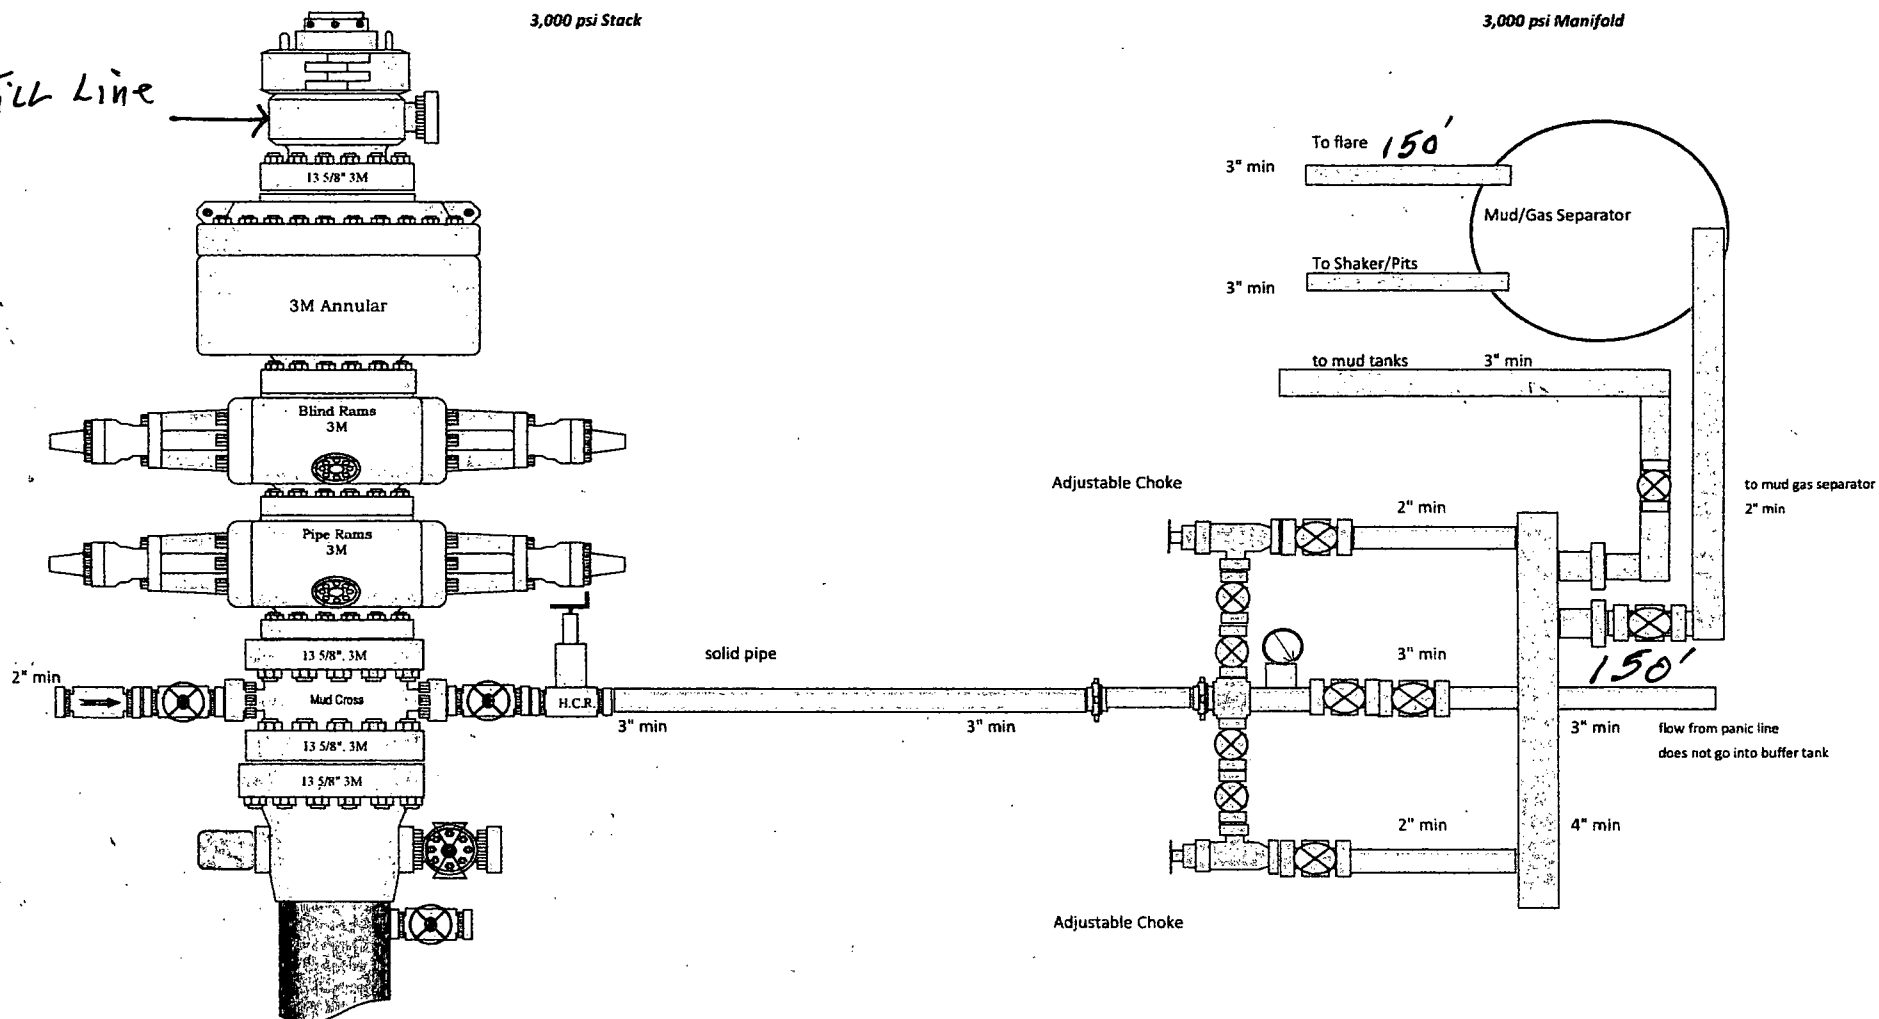 3,000 psi Stack
3,000 psi Manifold
Line
13 5/8" 3M
3M Annular
Blind Rams
3M
Pipe Rams
3M
13 5/8". 3M
2" min
Mud Cross
H.C.R.
13 5/8". 3M
13 5/8" 3M
solid pipe
3" min
3" min
To flare 150'
3" min
Mud/Gas Separator
To Shaker/Pits
3" min
to mud tanks
3" min
Adjustable Choke
2" min
to mud gas separator
2" min
3" min
150'
3" min
flow from panic line
does not go into buffer tank
2" min
4" min
Adjustable Choke